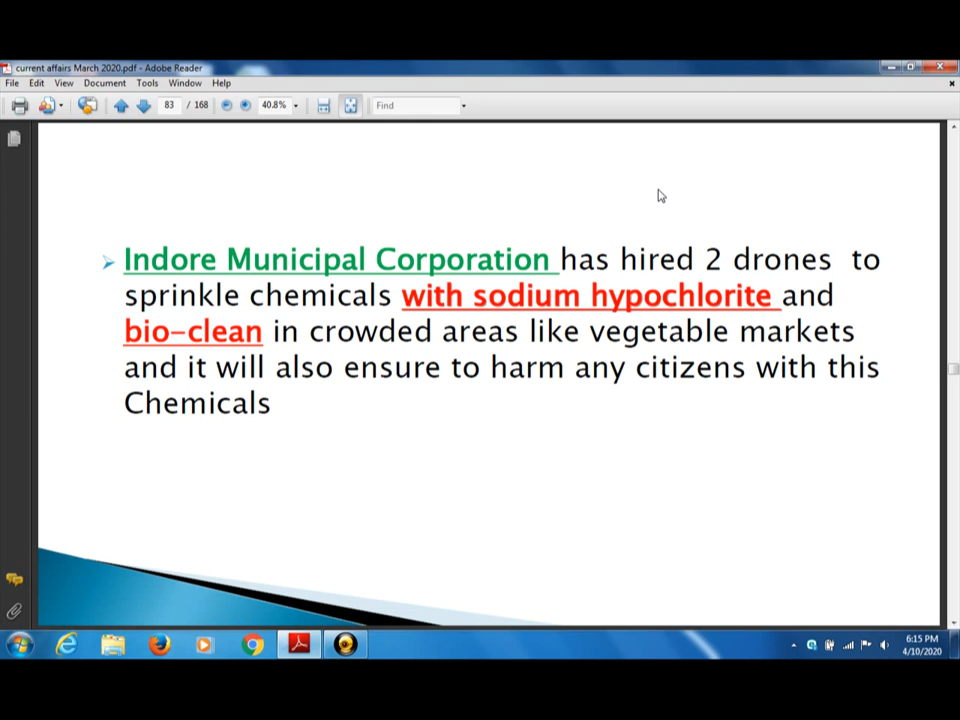 current affairs March 2020.pdf - Adobe Reader
File Edit View Document Tools Window Help
83 / 168 40.8% Find
Indore Municipal Corporation has hired 2 drones to
sprinkle chemicals with sodium hypochlorite and
bio-clean in crowded areas like vegetable markets
and it will also ensure to harm any citizens with this
Chemicals
6:15 PM
4/10/2020